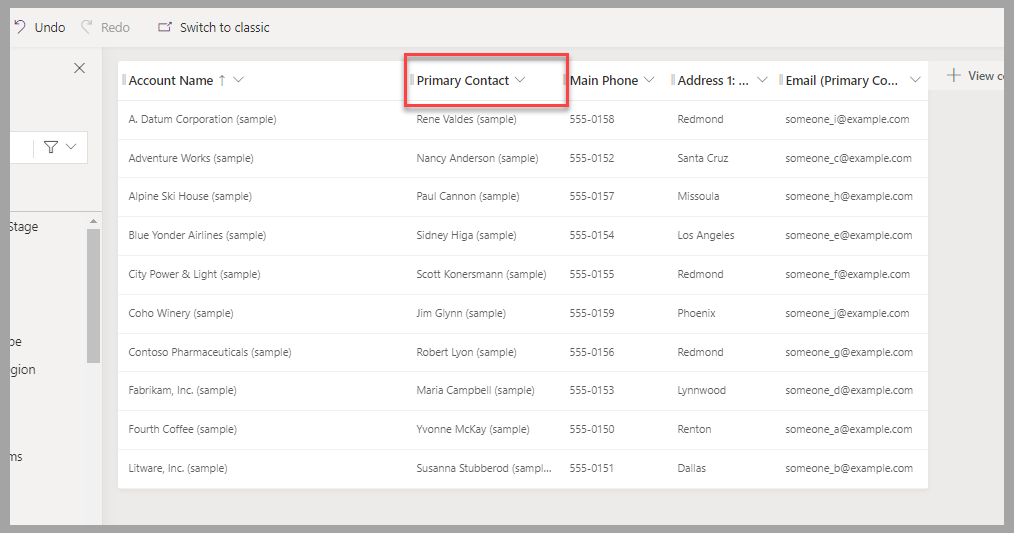 Undo Redo Switch to classic
Account Name ↑ Primary Contact Main Phone Address 1: ... Email (Primary Co... + View c
A. Datum Corporation (sample) Rene Valdes (sample) 555-0158 Redmond someone_i@example.com
Adventure Works (sample) Nancy Anderson (sample) 555-0152 Santa Cruz someone_c@example.com
Alpine Ski House (sample) Paul Cannon (sample) 555-0157 Missoula someone_h@example.com
Stage
Blue Yonder Airlines (sample) Sidney Higa (sample) 555-0154 Los Angeles someone_e@example.com
City Power & Light (sample) Scott Konersmann (sample) 555-0155 Redmond someone_f@example.com
Coho Winery (sample) Jim Glynn (sample) 555-0159 Phoenix someone_j@example.com
pe
Contoso Pharmaceuticals (sample) Robert Lyon (sample) 555-0156 Redmond someone_g@example.com
egion
Fabrikam, Inc. (sample) Maria Campbell (sample) 555-0153 Lynnwood someone_d@example.com
Fourth Coffee (sample) Yvonne McKay (sample) 555-0150 Renton someone_a@example.com
ms
Litware, Inc. (sample) Susanna Stubberod (sampl... 555-0151 Dallas someone_b@example.com